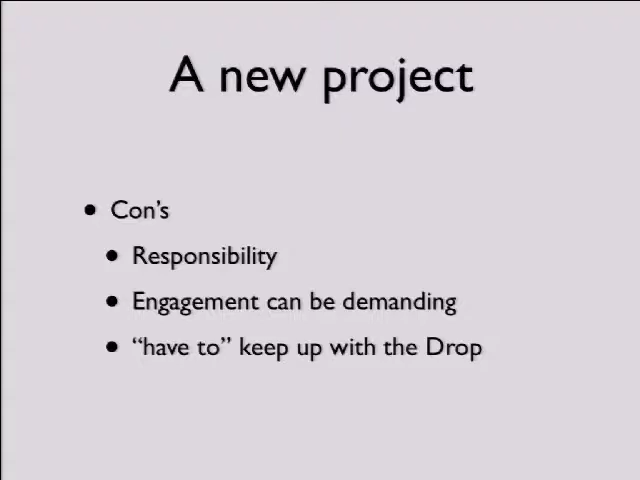 A new project
• Con's
• Responsibility
• Engagement can be demanding
• “have to” keep up with the Drop